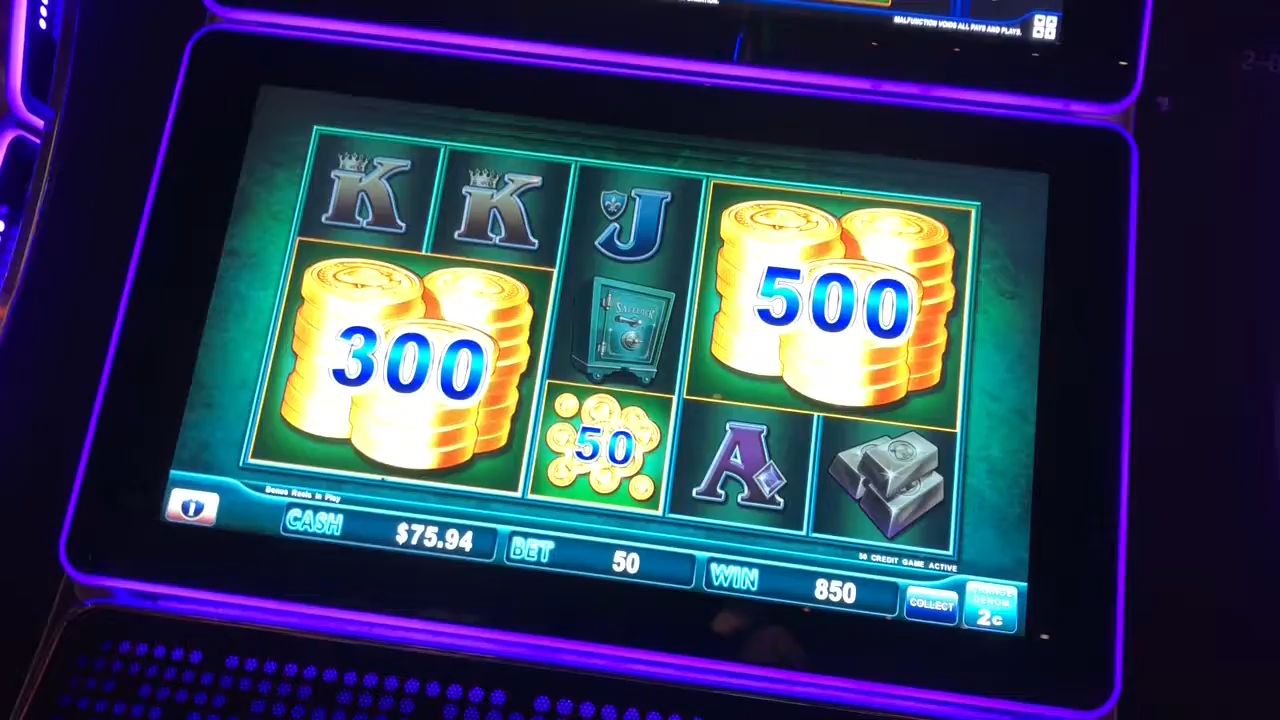 MALFUNCTION VOIDS ALL PAYS AND PLAYS.
K K J
500
300
50
A
Bonus Reels In Play
CASH $75.94 BET 50 WIN 850
50 CREDIT GAME ACTIVE
COLLECT
CHANGE
DENOM
2¢